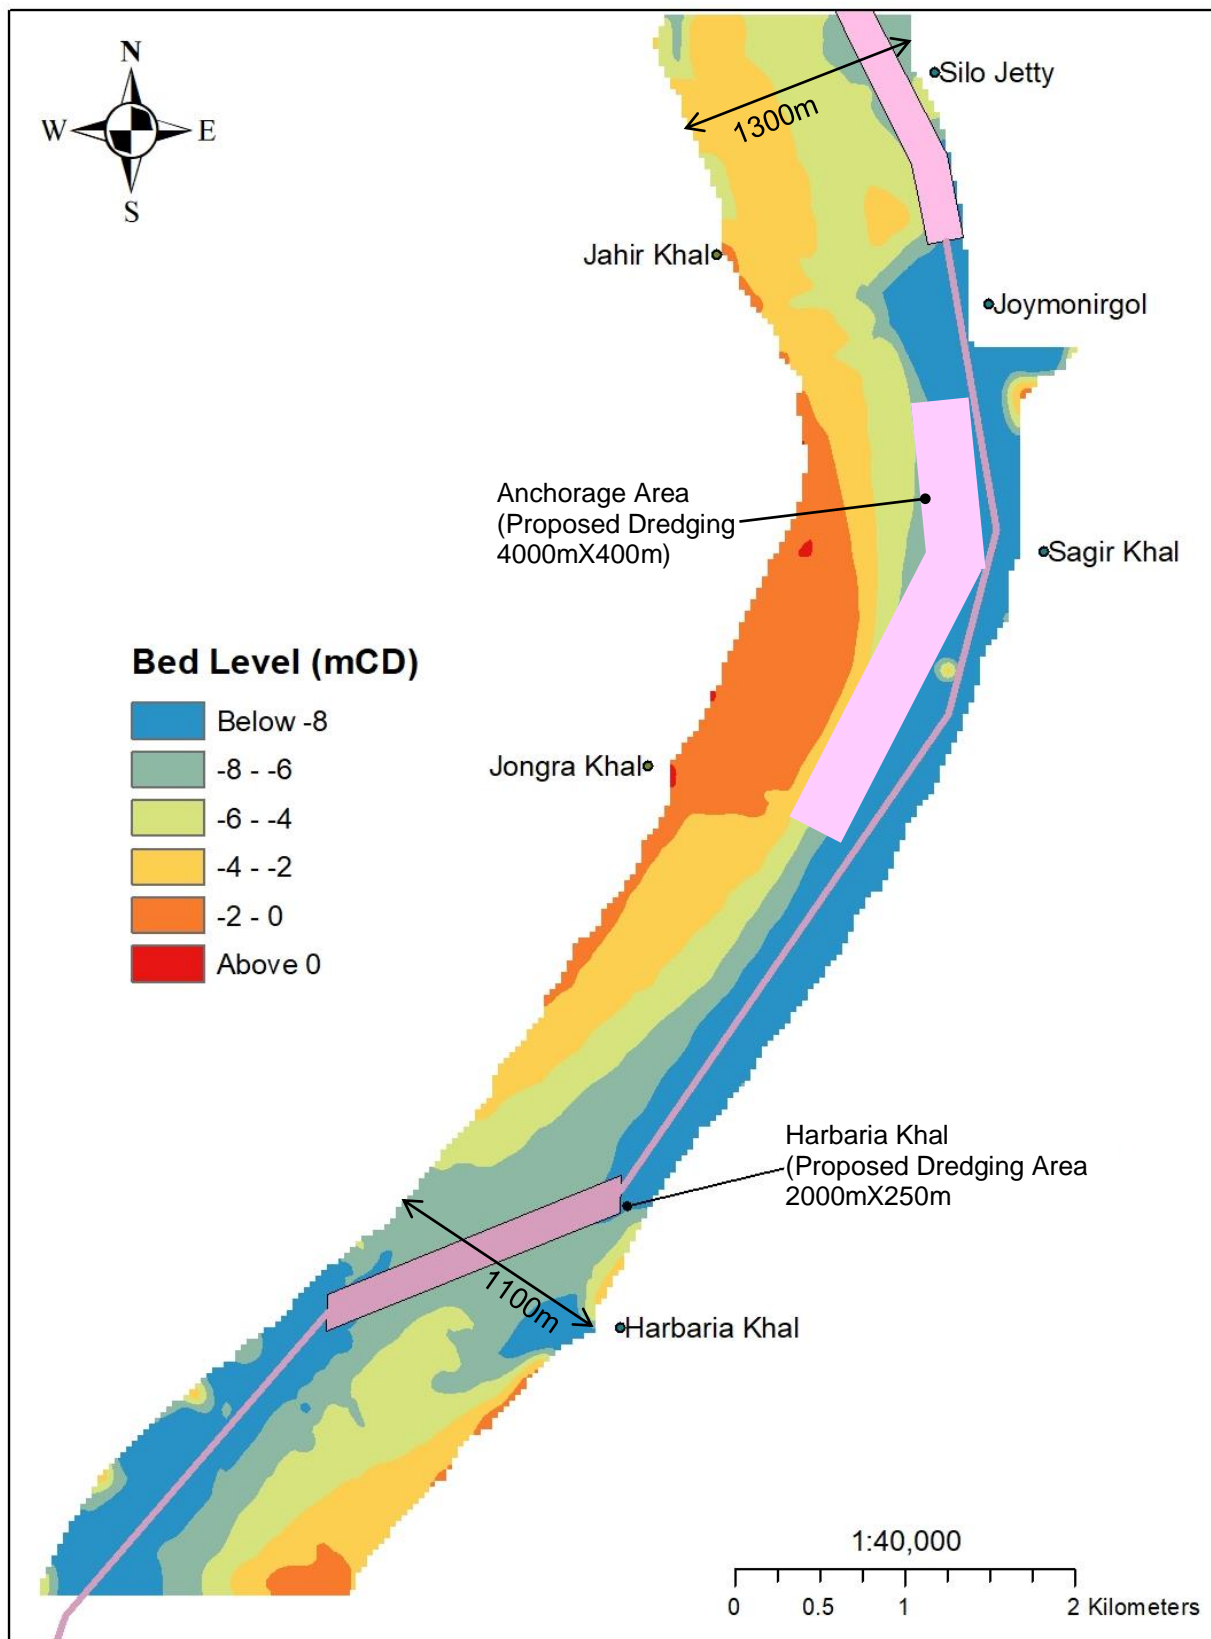 N
W E
S
Silo Jetty
1300m
Jahir Khal
Joymonirgol
Anchorage Area
(Proposed Dredging
4000mX400m)
Sagir Khal
Bed Level (mCD)
Below -8
-8 - -6
-6 - -4
-4 - -2
-2 - 0
Above 0
Jongra Khal
Harbaria Khal
(Proposed Dredging Area
2000mX250m
1100m
Harbaria Khal
1:40,000
0 0.5 1 2 Kilometers